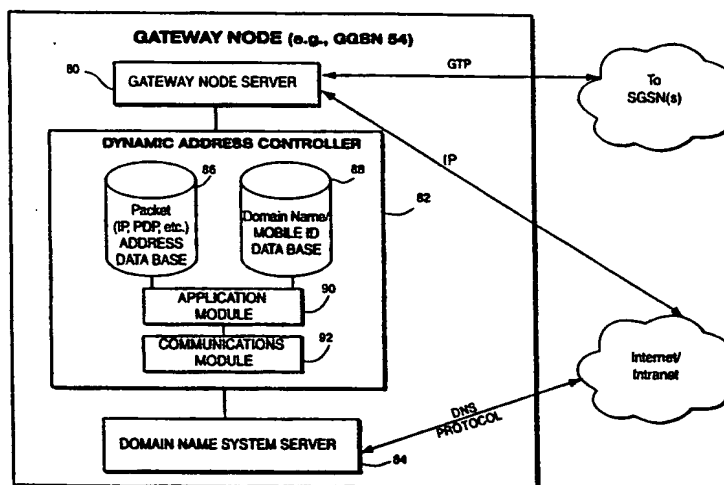 GATEWAY NODE (e.g., GGSN 54)
80
GATEWAY NODE SERVER
GTP
To
SGSN(s)
DYNAMIC ADDRESS CONTROLLER
IP
86
88
82
Packet
(IP, PDP, etc.)
ADDRESS
DATA BASE
Domain Name/
MOBILE ID
DATA BASE
APPLICATION
MODULE
90
COMMUNICATIONS
MODULE
92
Internet/
Intranet
DNS
PROTOCOL
DOMAIN NAME SYSTEM SERVER
84